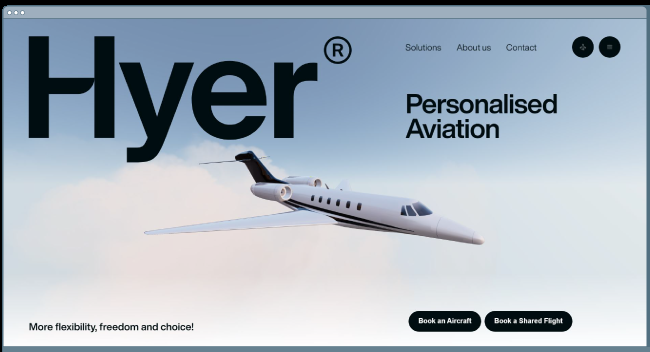 Hyer®
Solutions About us Contact
Personalised
Aviation
More flexibility, freedom and choice!
Book an Aircraft Book a Shared Flight